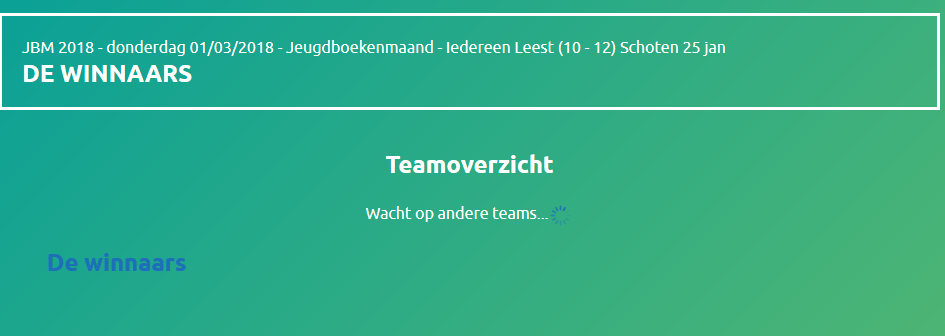 JBM 2018 - donderdag 01/03/2018 - Jeugdboekenmaand - Iedereen Leest (10 - 12) Schoten 25 jan
DE WINNAARS
Teamoverzicht
Wacht op andere teams...
De winnaars